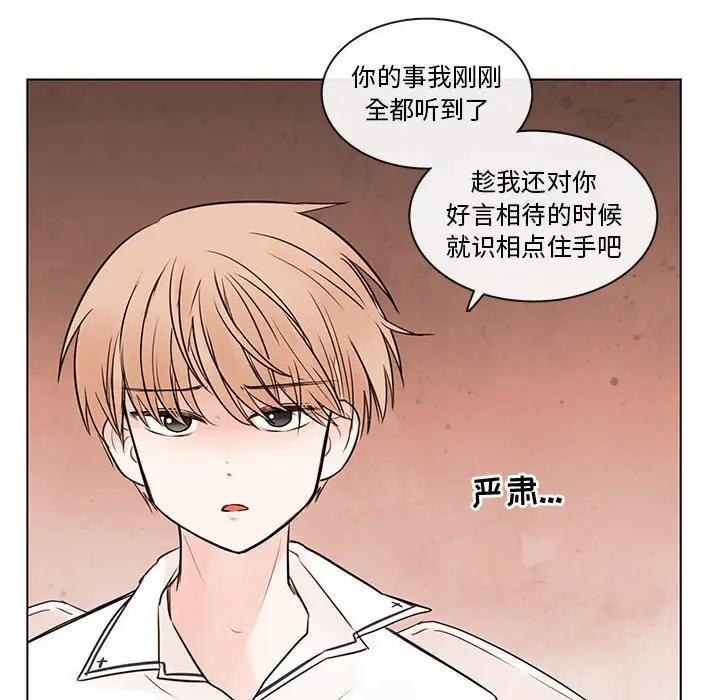 你的事我刚刚
全都听到了
趁我还对你
好言相待的时候
就识相点住手吧
严肃...